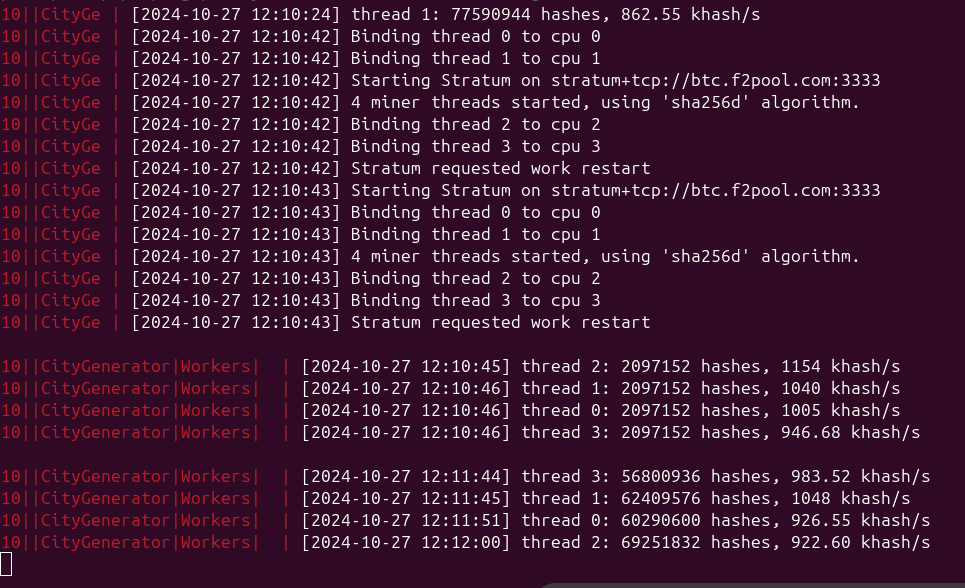 10||CityGe | [2024-10-27 12:10:24] thread 1: 77590944 hashes, 862.55 khash/s
10||CityGe | [2024-10-27 12:10:42] Binding thread 0 to cpu 0
10||CityGe | [2024-10-27 12:10:42] Binding thread 1 to cpu 1
10||CityGe | [2024-10-27 12:10:42] Starting Stratum on stratum+tcp://btc.f2pool.com:3333
10||CityGe | [2024-10-27 12:10:42] 4 miner threads started, using 'sha256d' algorithm.
10||CityGe | [2024-10-27 12:10:42] Binding thread 2 to cpu 2
10||CityGe | [2024-10-27 12:10:42] Binding thread 3 to cpu 3
10||CityGe | [2024-10-27 12:10:42] Stratum requested work restart
10||CityGe | [2024-10-27 12:10:43] Starting Stratum on stratum+tcp://btc.f2pool.com:3333
10||CityGe | [2024-10-27 12:10:43] Binding thread 0 to cpu 0
10||CityGe | [2024-10-27 12:10:43] Binding thread 1 to cpu 1
10||CityGe | [2024-10-27 12:10:43] 4 miner threads started, using 'sha256d' algorithm.
10||CityGe | [2024-10-27 12:10:43] Binding thread 2 to cpu 2
10||CityGe | [2024-10-27 12:10:43] Binding thread 3 to cpu 3
10||CityGe | [2024-10-27 12:10:43] Stratum requested work restart
10||CityGenerator|Workers|  | [2024-10-27 12:10:45] thread 2: 2097152 hashes, 1154 khash/s
10||CityGenerator|Workers|  | [2024-10-27 12:10:46] thread 1: 2097152 hashes, 1040 khash/s
10||CityGenerator|Workers|  | [2024-10-27 12:10:46] thread 0: 2097152 hashes, 1005 khash/s
10||CityGenerator|Workers|  | [2024-10-27 12:10:46] thread 3: 2097152 hashes, 946.68 khash/s
10||CityGenerator|Workers|  | [2024-10-27 12:11:44] thread 3: 56800936 hashes, 983.52 khash/s
10||CityGenerator|Workers|  | [2024-10-27 12:11:45] thread 1: 62409576 hashes, 1048 khash/s
10||CityGenerator|Workers|  | [2024-10-27 12:11:51] thread 0: 60290600 hashes, 926.55 khash/s
10||CityGenerator|Workers|  | [2024-10-27 12:12:00] thread 2: 69251832 hashes, 922.60 khash/s